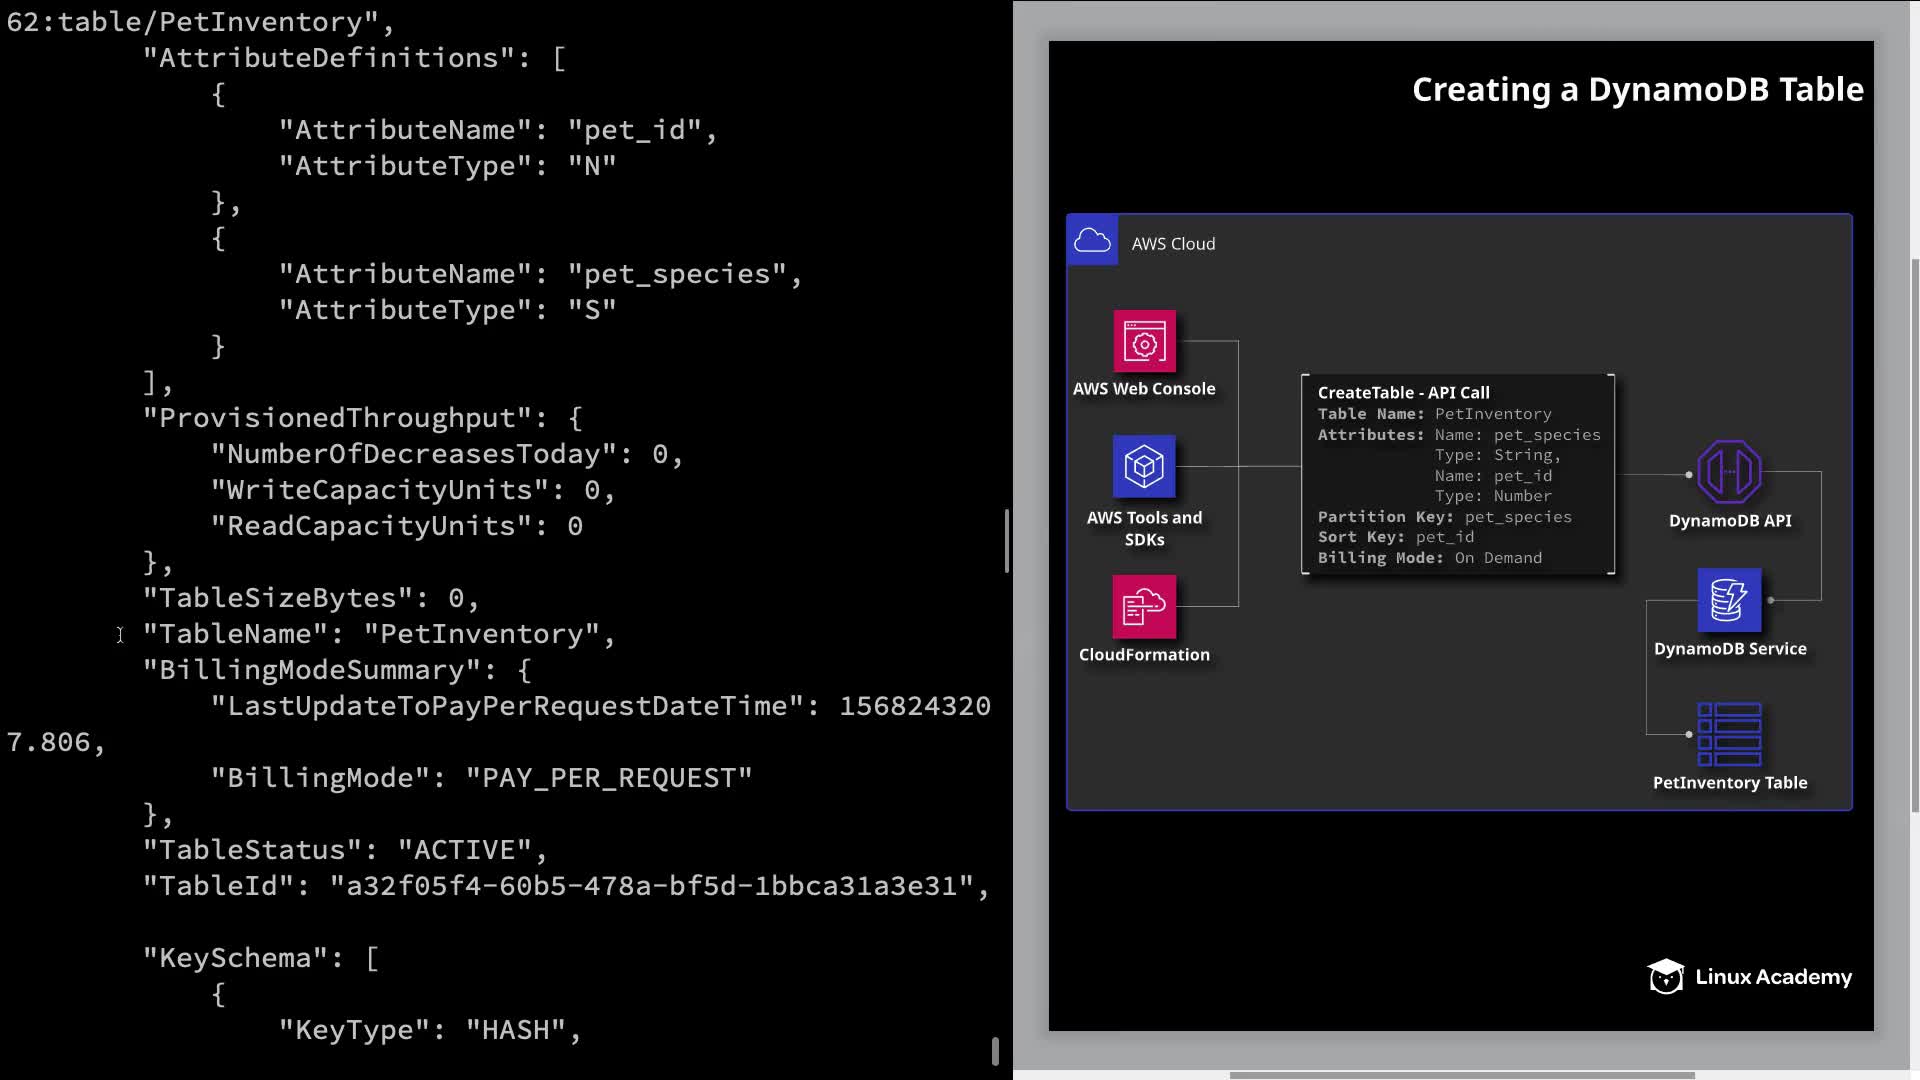 62:table/PetInventory",
"AttributeDefinitions": [
{
"AttributeName": "pet_id",
"AttributeType": "N"
},
{
"AttributeName": "pet_species",
"AttributeType": "S"
}
],
"ProvisionedThroughput": {
"NumberOfDecreasesToday": 0,
"WriteCapacityUnits": 0,
"ReadCapacityUnits": 0
},
"TableSizeBytes": 0,
"TableName": "PetInventory",
"BillingModeSummary": {
"LastUpdateToPayPerRequestDateTime": 156824320
7.806,
"BillingMode": "PAY_PER_REQUEST"
},
"TableStatus": "ACTIVE",
"TableId": "a32f05f4-60b5-478a-bf5d-1bbca31a3e31",
"KeySchema": [
{
"KeyType": "HASH",
Creating a DynamoDB Table
AWS Cloud
AWS Web Console
AWS Tools and
SDKs
CloudFormation
CreateTable - API Call
Table Name: PetInventory
Attributes: Name: pet_species
Type: String,
Name: pet_id
Type: Number
Partition Key: pet_species
Sort Key: pet_id
Billing Mode: On Demand
DynamoDB API
DynamoDB Service
PetInventory Table
Linux Academy